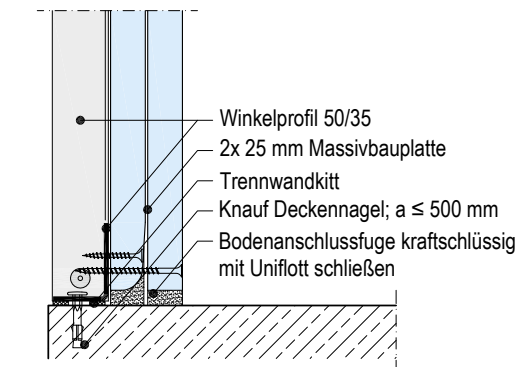 Winkelprofil 50/35
2x 25 mm Massivbauplatte
Trennwandkitt
Knauf Deckennagel; a ≤ 500 mm
Bodenanschlussfuge kraftschlüssig
mit Uniflott schließen